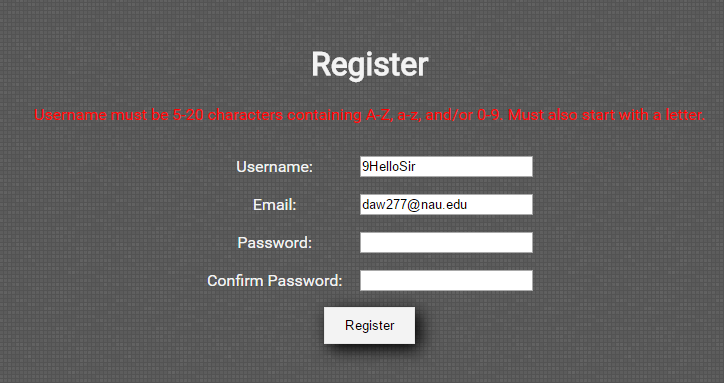 Register
Username must be 5-20 characters containing A-Z, a-z, and/or 0-9. Must also start with a letter.
Username: 9HelloSir
Email: daw277@nau.edu
Password:
Confirm Password:
Register